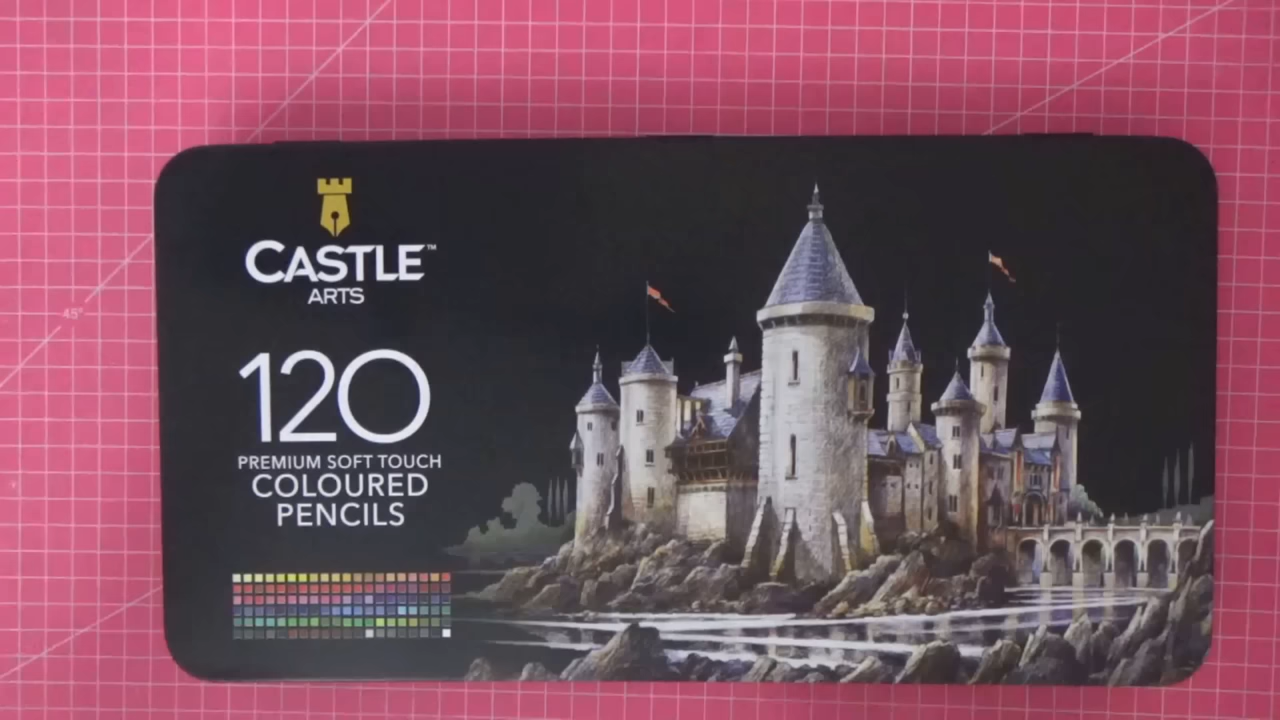 45°
CASTLE™
ARTS
120
PREMIUM SOFT TOUCH
COLOURED
PENCILS